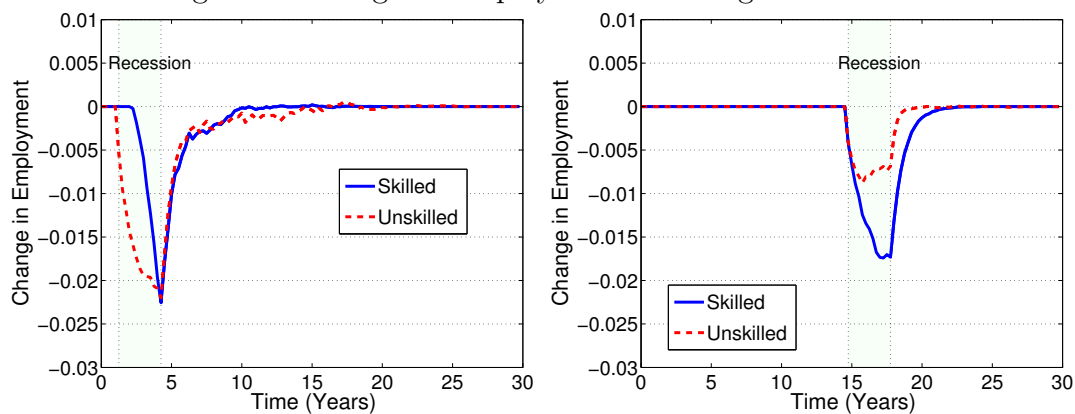 0.01
0.005
0
−0.005
−0.01
−0.015
−0.02
−0.025
−0.03
Change in Employment
Recession
Skilled
Unskilled
0 5 10 15 20 25 30
Time (Years)
0.01
0.005
0
−0.005
−0.01
−0.015
−0.02
−0.025
−0.03
Change in Employment
Recession
Skilled
Unskilled
0 5 10 15 20 25 30
Time (Years)